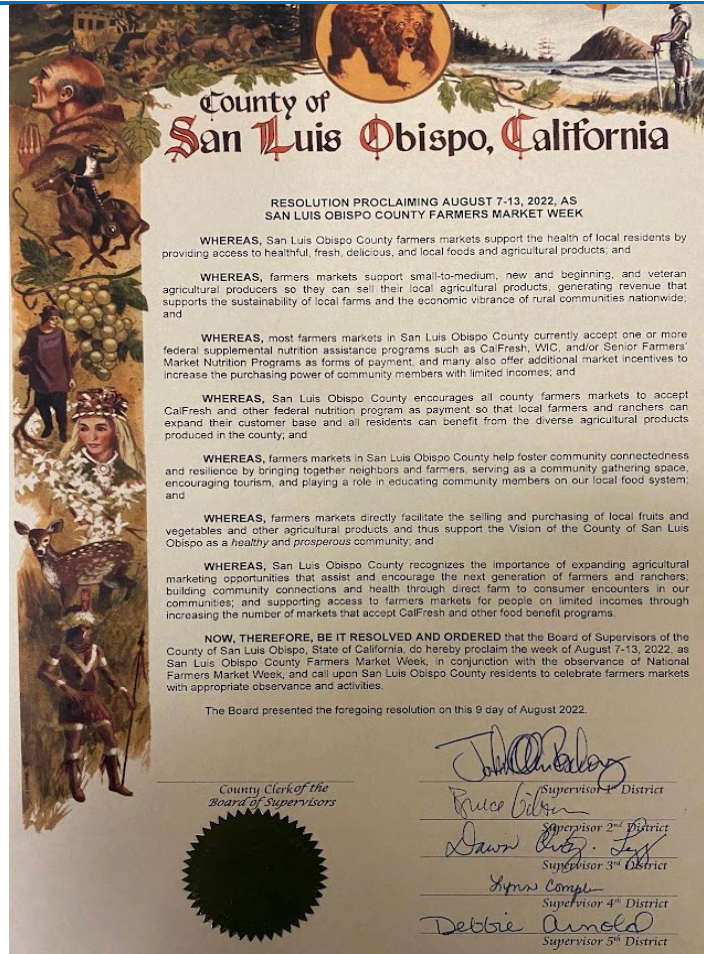 County of
San Luis Obispo, California
RESOLUTION PROCLAIMING AUGUST 7-13, 2022, AS
SAN LUIS OBISPO COUNTY FARMERS MARKET WEEK
WHEREAS, San Luis Obispo County farmers markets support the health of local residents by
providing access to healthful, fresh, delicious, and local foods and agricultural products; and
WHEREAS, farmers markets support small-to-medium, new and beginning, and veteran
agricultural producers so they can sell their local agricultural products, generating revenue that
supports the sustainability of local farms and the economic vibrance of rural communities nationwide;
and
WHEREAS, most farmers markets in San Luis Obispo County currently accept one or more
federal supplemental nutrition assistance programs such as CalFresh, WIC, and/or Senior Farmers'
Market Nutrition Programs as forms of payment, and many also offer additional market incentives to
increase the purchasing power of community members with limited incomes; and
WHEREAS, San Luis Obispo County encourages all county farmers markets to accept
CalFresh and other federal nutrition program as payment so that local farmers and ranchers can
expand their customer base and all residents can benefit from the diverse agricultural products
produced in the county; and
WHEREAS, farmers markets in San Luis Obispo County help foster community connectedness
and resilience by bringing together neighbors and farmers, serving as a community gathering space,
encouraging tourism, and playing a role in educating community members on our local food system;
and
WHEREAS, farmers markets directly facilitate the selling and purchasing of local fruits and
vegetables and other agricultural products and thus support the Vision of the County of San Luis
Obispo as a healthy and prosperous community; and
WHEREAS, San Luis Obispo County recognizes the importance of expanding agricultural
marketing opportunities that assist and encourage the next generation of farmers and ranchers;
building community connections and health through direct farm to consumer encounters in our
communities; and supporting access to farmers markets for people on limited incomes through
increasing the number of markets that accept CalFresh and other food benefit programs.
NOW, THEREFORE, BE IT RESOLVED AND ORDERED that the Board of Supervisors of the
County of San Luis Obispo, State of California, do hereby proclaim the week of August 7-13, 2022, as
San Luis Obispo County Farmers Market Week, in conjunction with the observance of National
Farmers Market Week, and call upon San Luis Obispo County residents to celebrate farmers markets
with appropriate observance and activities.
The Board presented the foregoing resolution on this 9 day of August 2022.
County Clerk of the
Board of Supervisors
Supervisor 1st District
Bruce Gibson
Supervisor 2nd District
Dawn
Supervisor 3rd District
Lynn Compton
Supervisor 4th District
Debbie Arnold
Supervisor 5th District